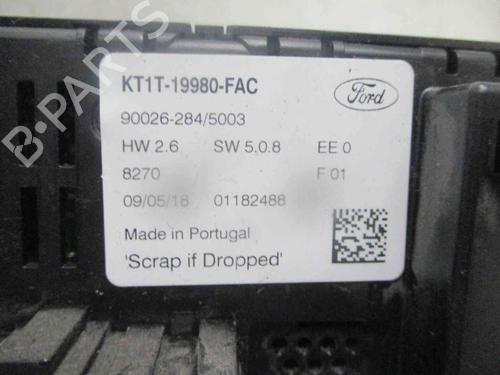 KT1T-19980-FAC
Ford
90026-284/5003
HW 2.6 SW 5.0.8 EE 0
8270 F 01
09/05/18 01182488
Made in Portugal
'Scrap if Dropped'
B-PARTS